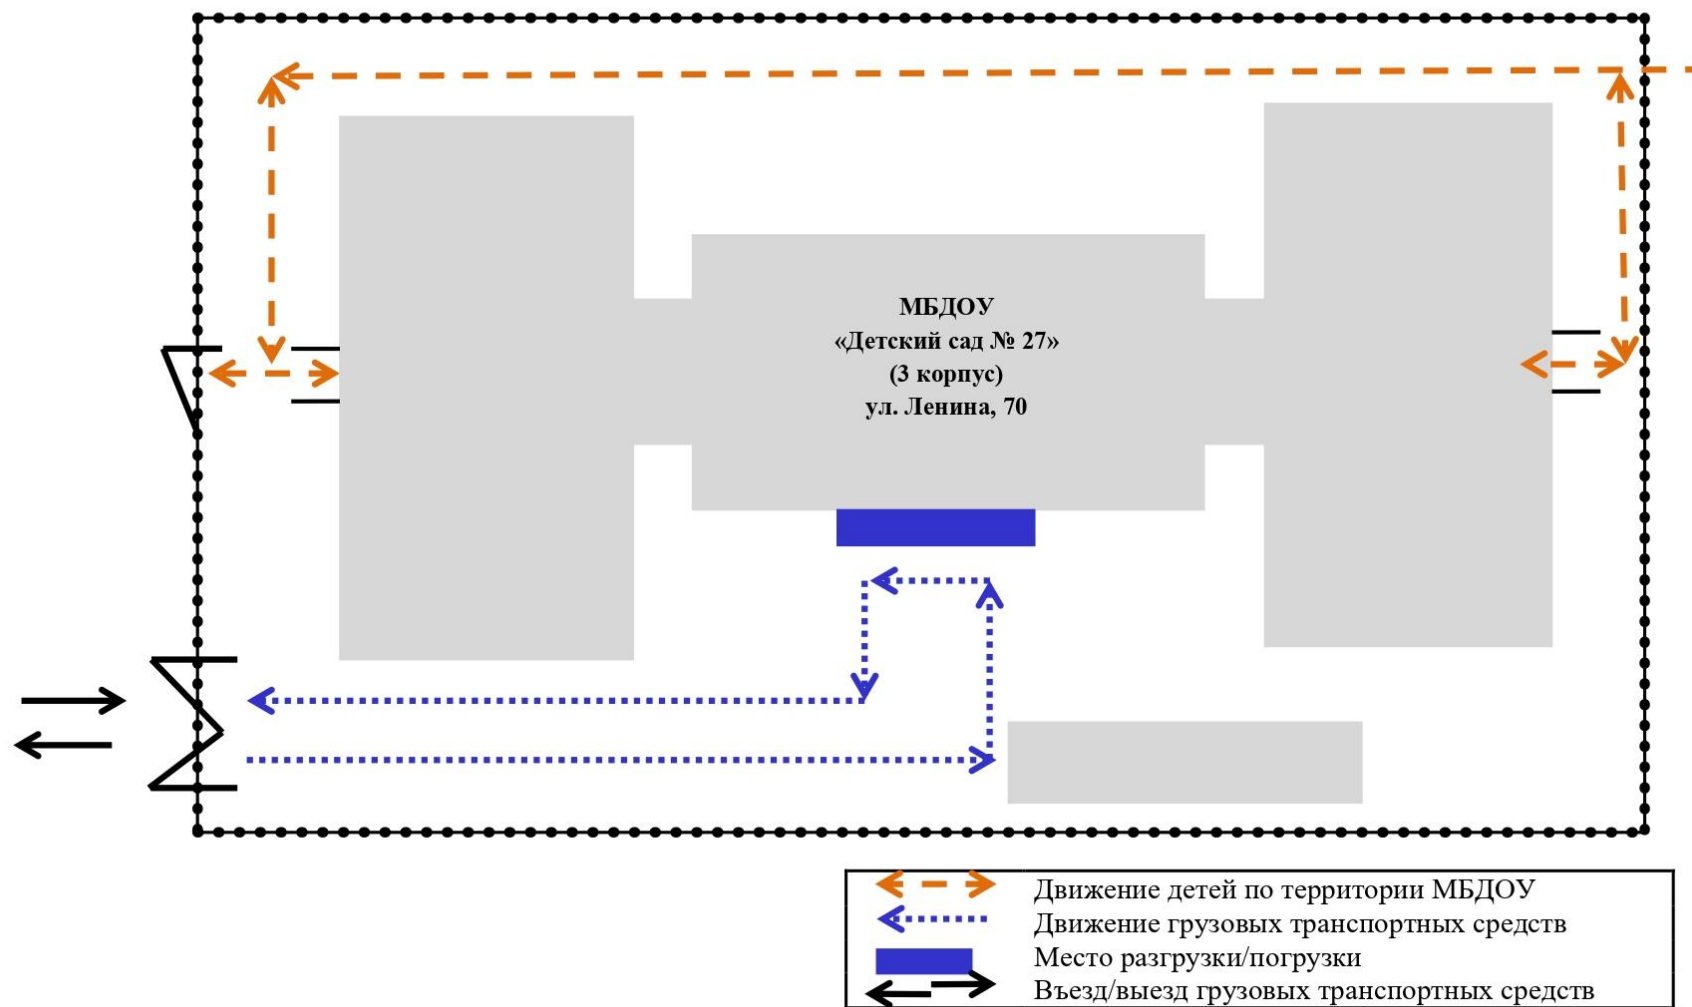 МБДОУ
«Детский сад № 27»
(3 корпус)
ул. Ленина, 70
Движение детей по территории МБДОУ
Движение грузовых транспортных средств
Место разгрузки/погрузки
Въезд/выезд грузовых транспортных средств